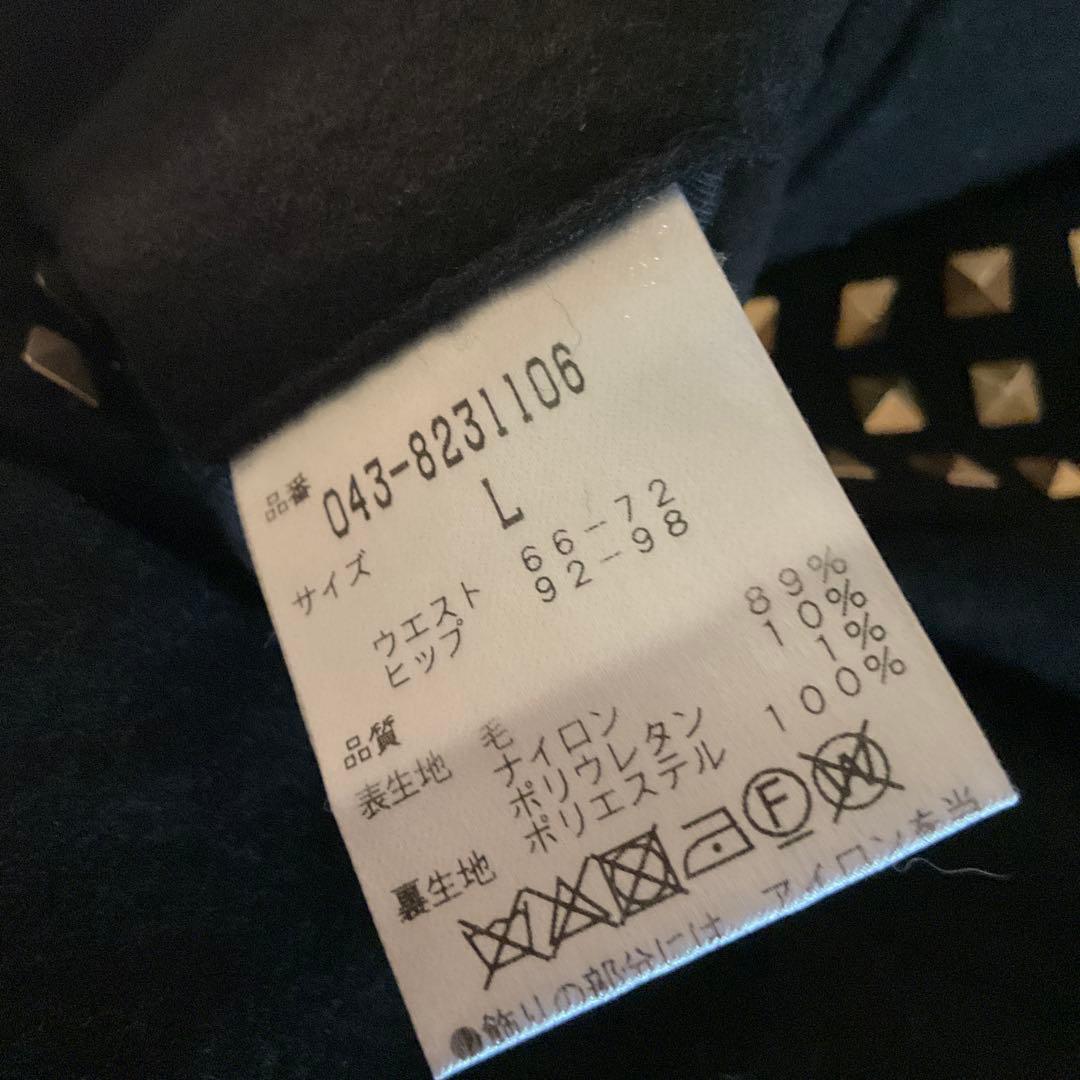 品番 043-8231106
サイズ L
ウエスト 66-72
ヒップ 92-98
品質
表生地 毛 89%
ナイロン 10%
ポリウレタン 1%
裏生地 ポリエステル 100%
F W
●飾りの部分には、アイロンを当